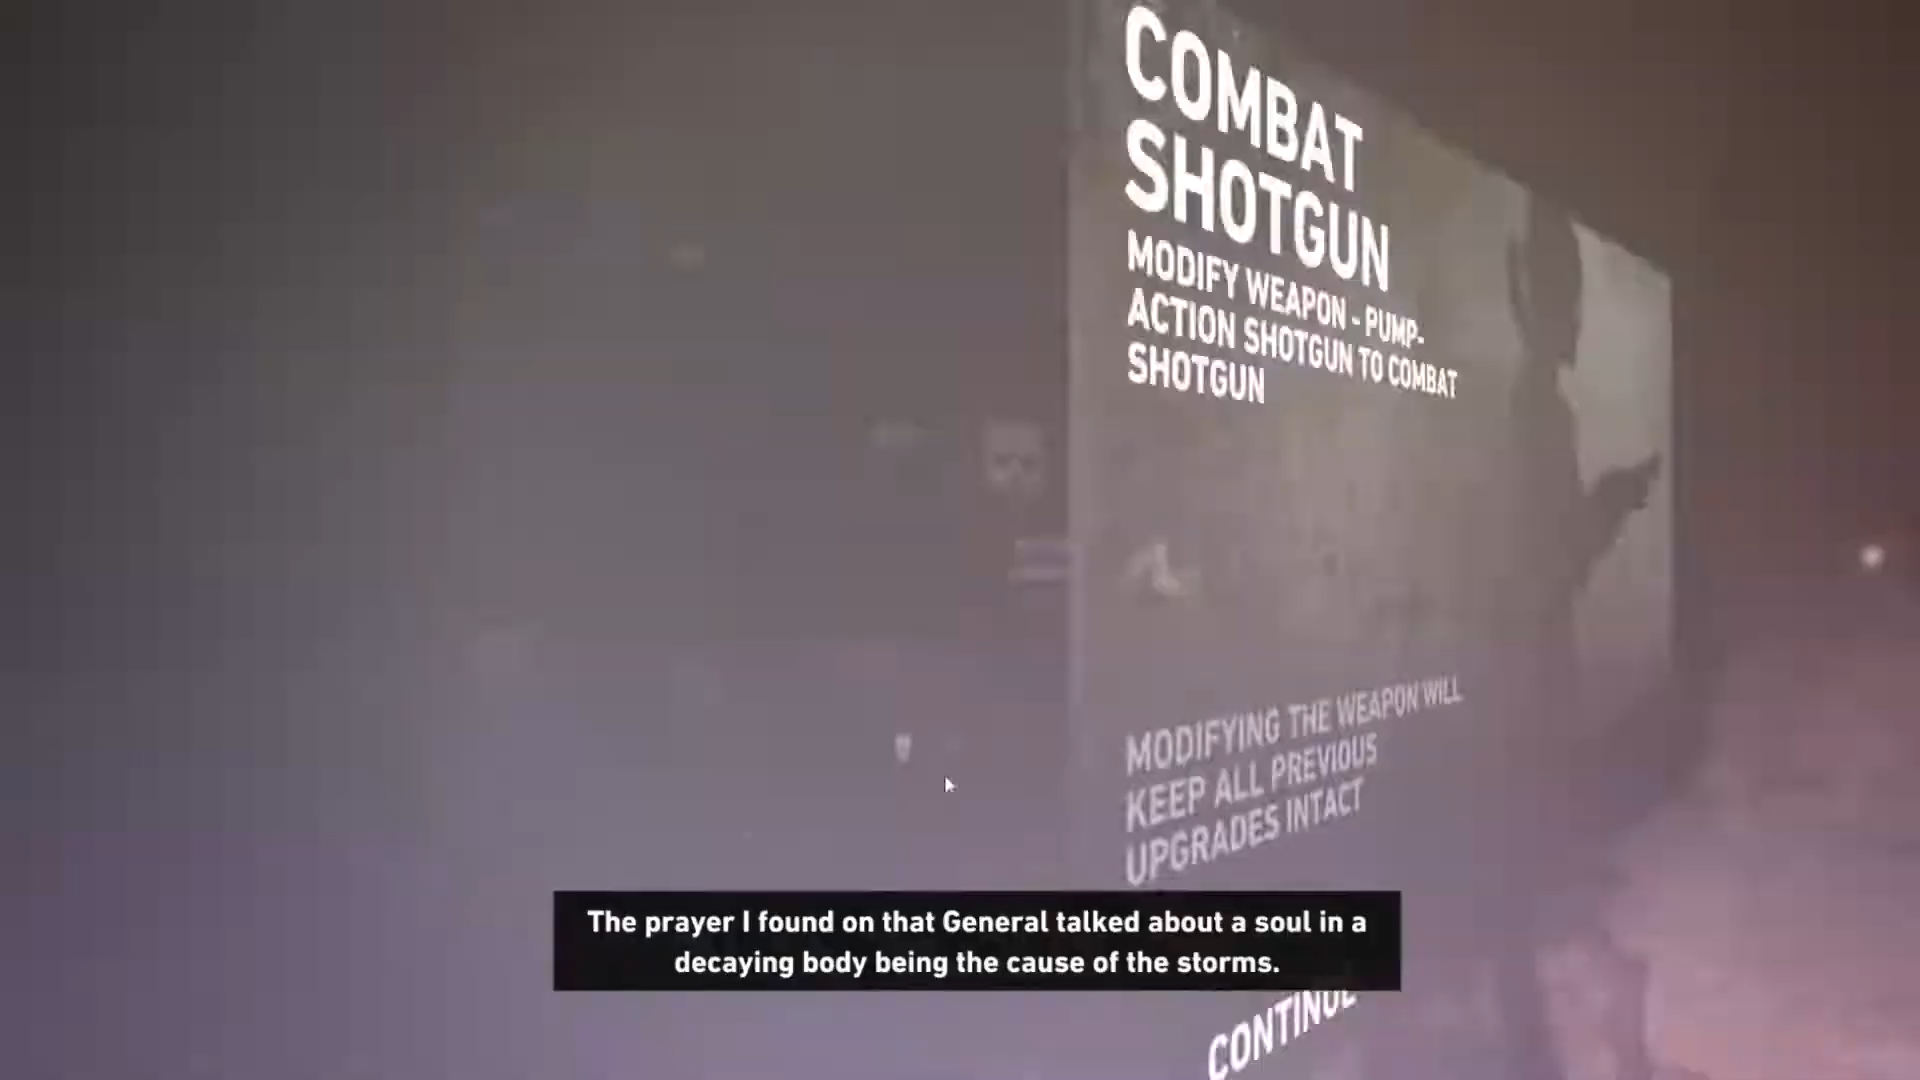 COMBAT
SHOTGUN
MODIFY WEAPON - PUMP-
ACTION SHOTGUN TO COMBAT
SHOTGUN
MODIFYING THE WEAPON WILL
KEEP ALL PREVIOUS
UPGRADES INTACT
The prayer I found on that General talked about a soul in a
decaying body being the cause of the storms.
CONTINUE